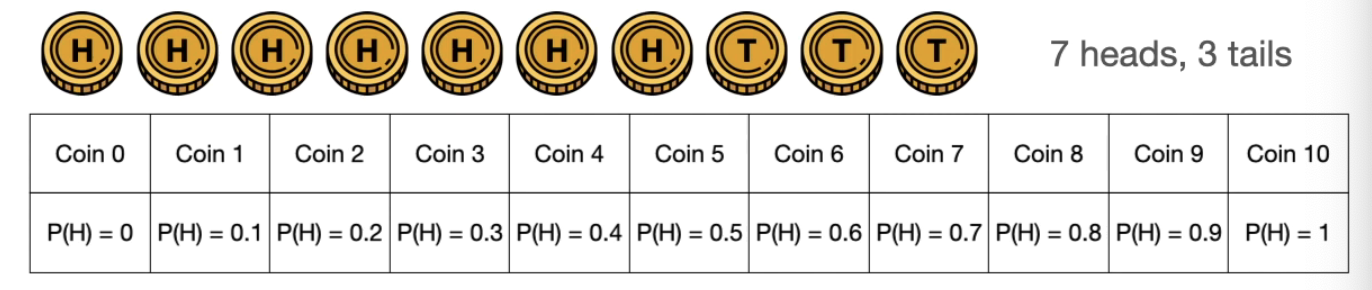 H H H H H H H T T T 7 heads, 3 tails
Coin 0 Coin 1 Coin 2 Coin 3 Coin 4 Coin 5 Coin 6 Coin 7 Coin 8 Coin 9 Coin 10
P(H) = 0 P(H) = 0.1 P(H) = 0.2 P(H) = 0.3 P(H) = 0.4 P(H) = 0.5 P(H) = 0.6 P(H) = 0.7 P(H) = 0.8 P(H) = 0.9 P(H) = 1